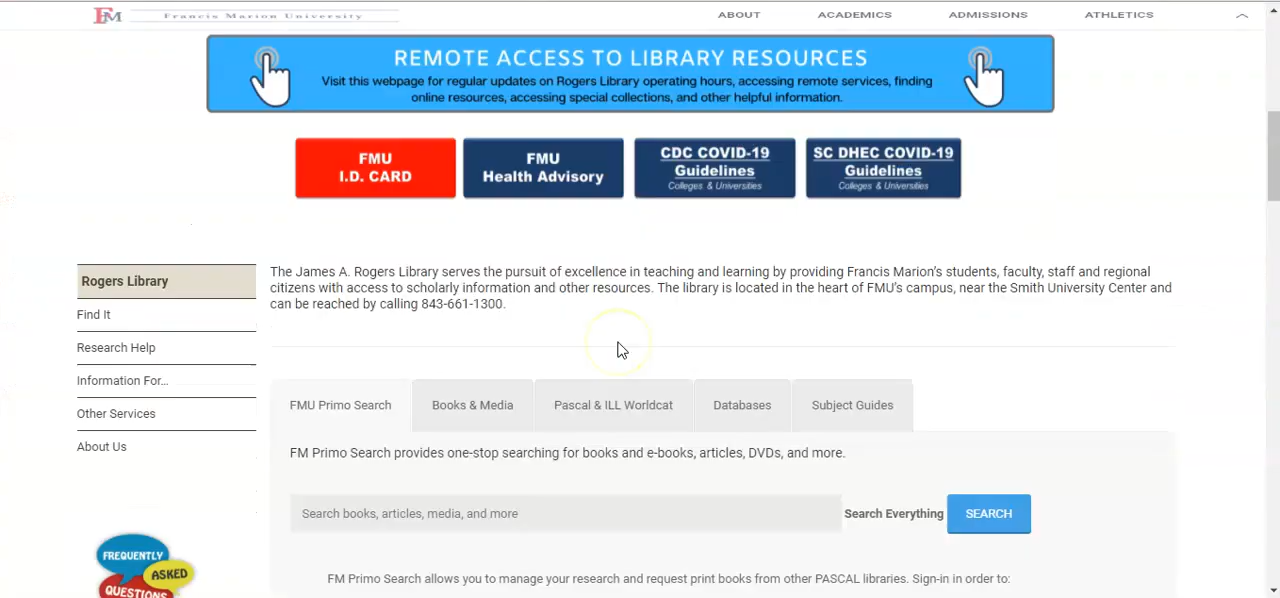 FM Francis Marion University ABOUT ACADEMICS ADMISSIONS ATHLETICS
REMOTE ACCESS TO LIBRARY RESOURCES
Visit this webpage for regular updates on Rogers Library operating hours, accessing remote services, finding
online resources, accessing special collections, and other helpful information.
FMU
I.D. CARD
FMU
Health Advisory
CDC COVID-19
Guidelines
Colleges & Universities
SC DHEC COVID-19
Guidelines
Colleges & Universities
Rogers Library
Find It
Research Help
Information For...
Other Services
About Us
FREQUENTLY
ASKED
QUESTIONS
The James A. Rogers Library serves the pursuit of excellence in teaching and learning by providing Francis Marion's students, faculty, staff and regional
citizens with access to scholarly information and other resources. The library is located in the heart of FMU's campus, near the Smith University Center and
can be reached by calling 843-661-1300.
FMU Primo Search Books & Media Pascal & ILL Worldcat Databases Subject Guides
FM Primo Search provides one-stop searching for books and e-books, articles, DVDs, and more.
Search books, articles, media, and more Search Everything SEARCH
FM Primo Search allows you to manage your research and request print books from other PASCAL libraries. Sign-in in order to: